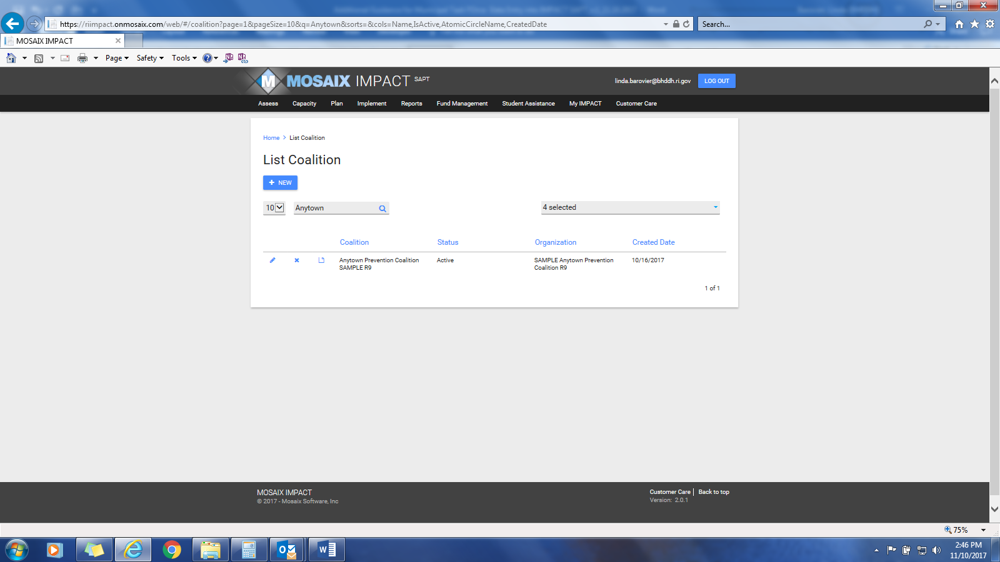 https://riimpact.onmosaix.com/web/#/coalition?page=1&pageSize=10&q=Anytown&sorts=&cols=Name,IsActive,AtomicCircleName,CreatedDate
Search...
MOSAIX IMPACT
Page
Safety
Tools
MOSAIX IMPACT SAPT
linda.barovier@bhddh.ri.gov
LOG OUT
Assess Capacity Plan Implement Reports Fund Management Student Assistance My IMPACT Customer Care
Home > List Coalition
List Coalition
+ NEW
10
Anytown
4 selected
Coalition Status Organization Created Date
Anytown Prevention Coalition Active SAMPLE Anytown Prevention 10/16/2017
SAMPLE R9 Coalition R9
1 of 1
MOSAIX IMPACT
© 2017 - Mosaix Software, Inc
Customer Care | Back to top
Version: 2.0.1
75%
2:46 PM
11/10/2017